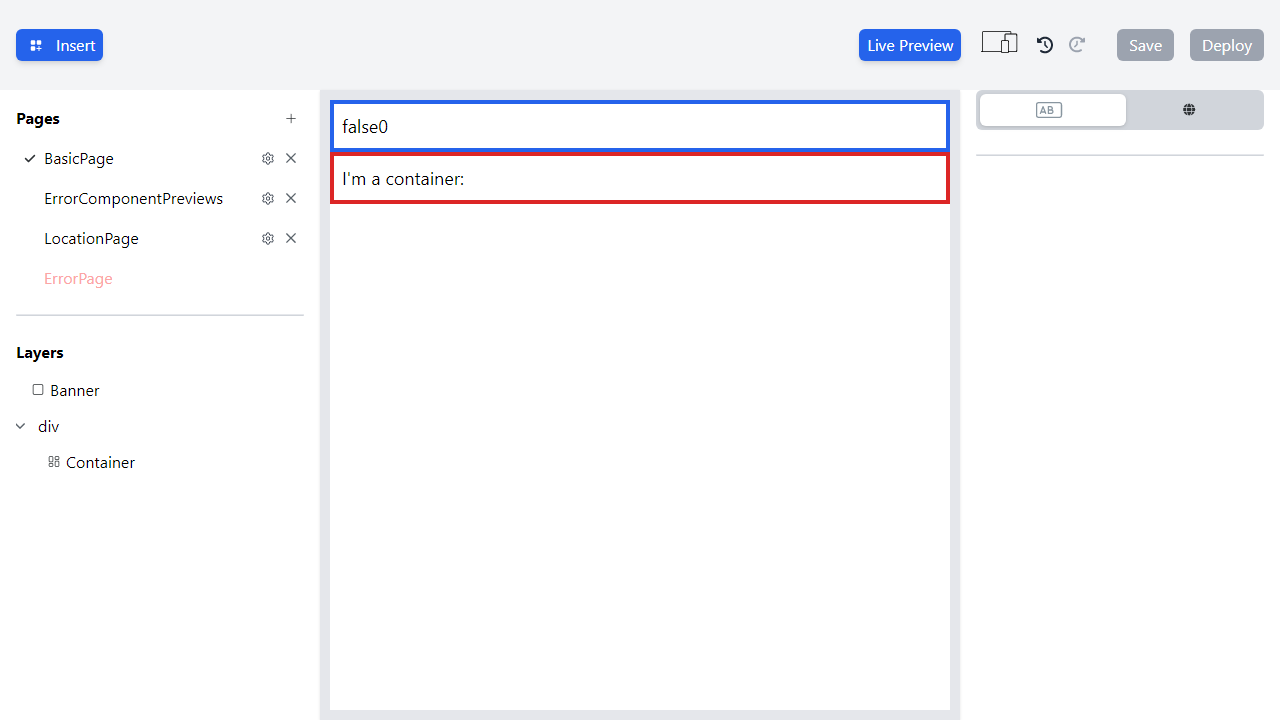 Insert
Live Preview
Save
Deploy
Pages
BasicPage
ErrorComponentPreviews
LocationPage
ErrorPage
Layers
Banner
div
Container
false0
I'm a container:
AB